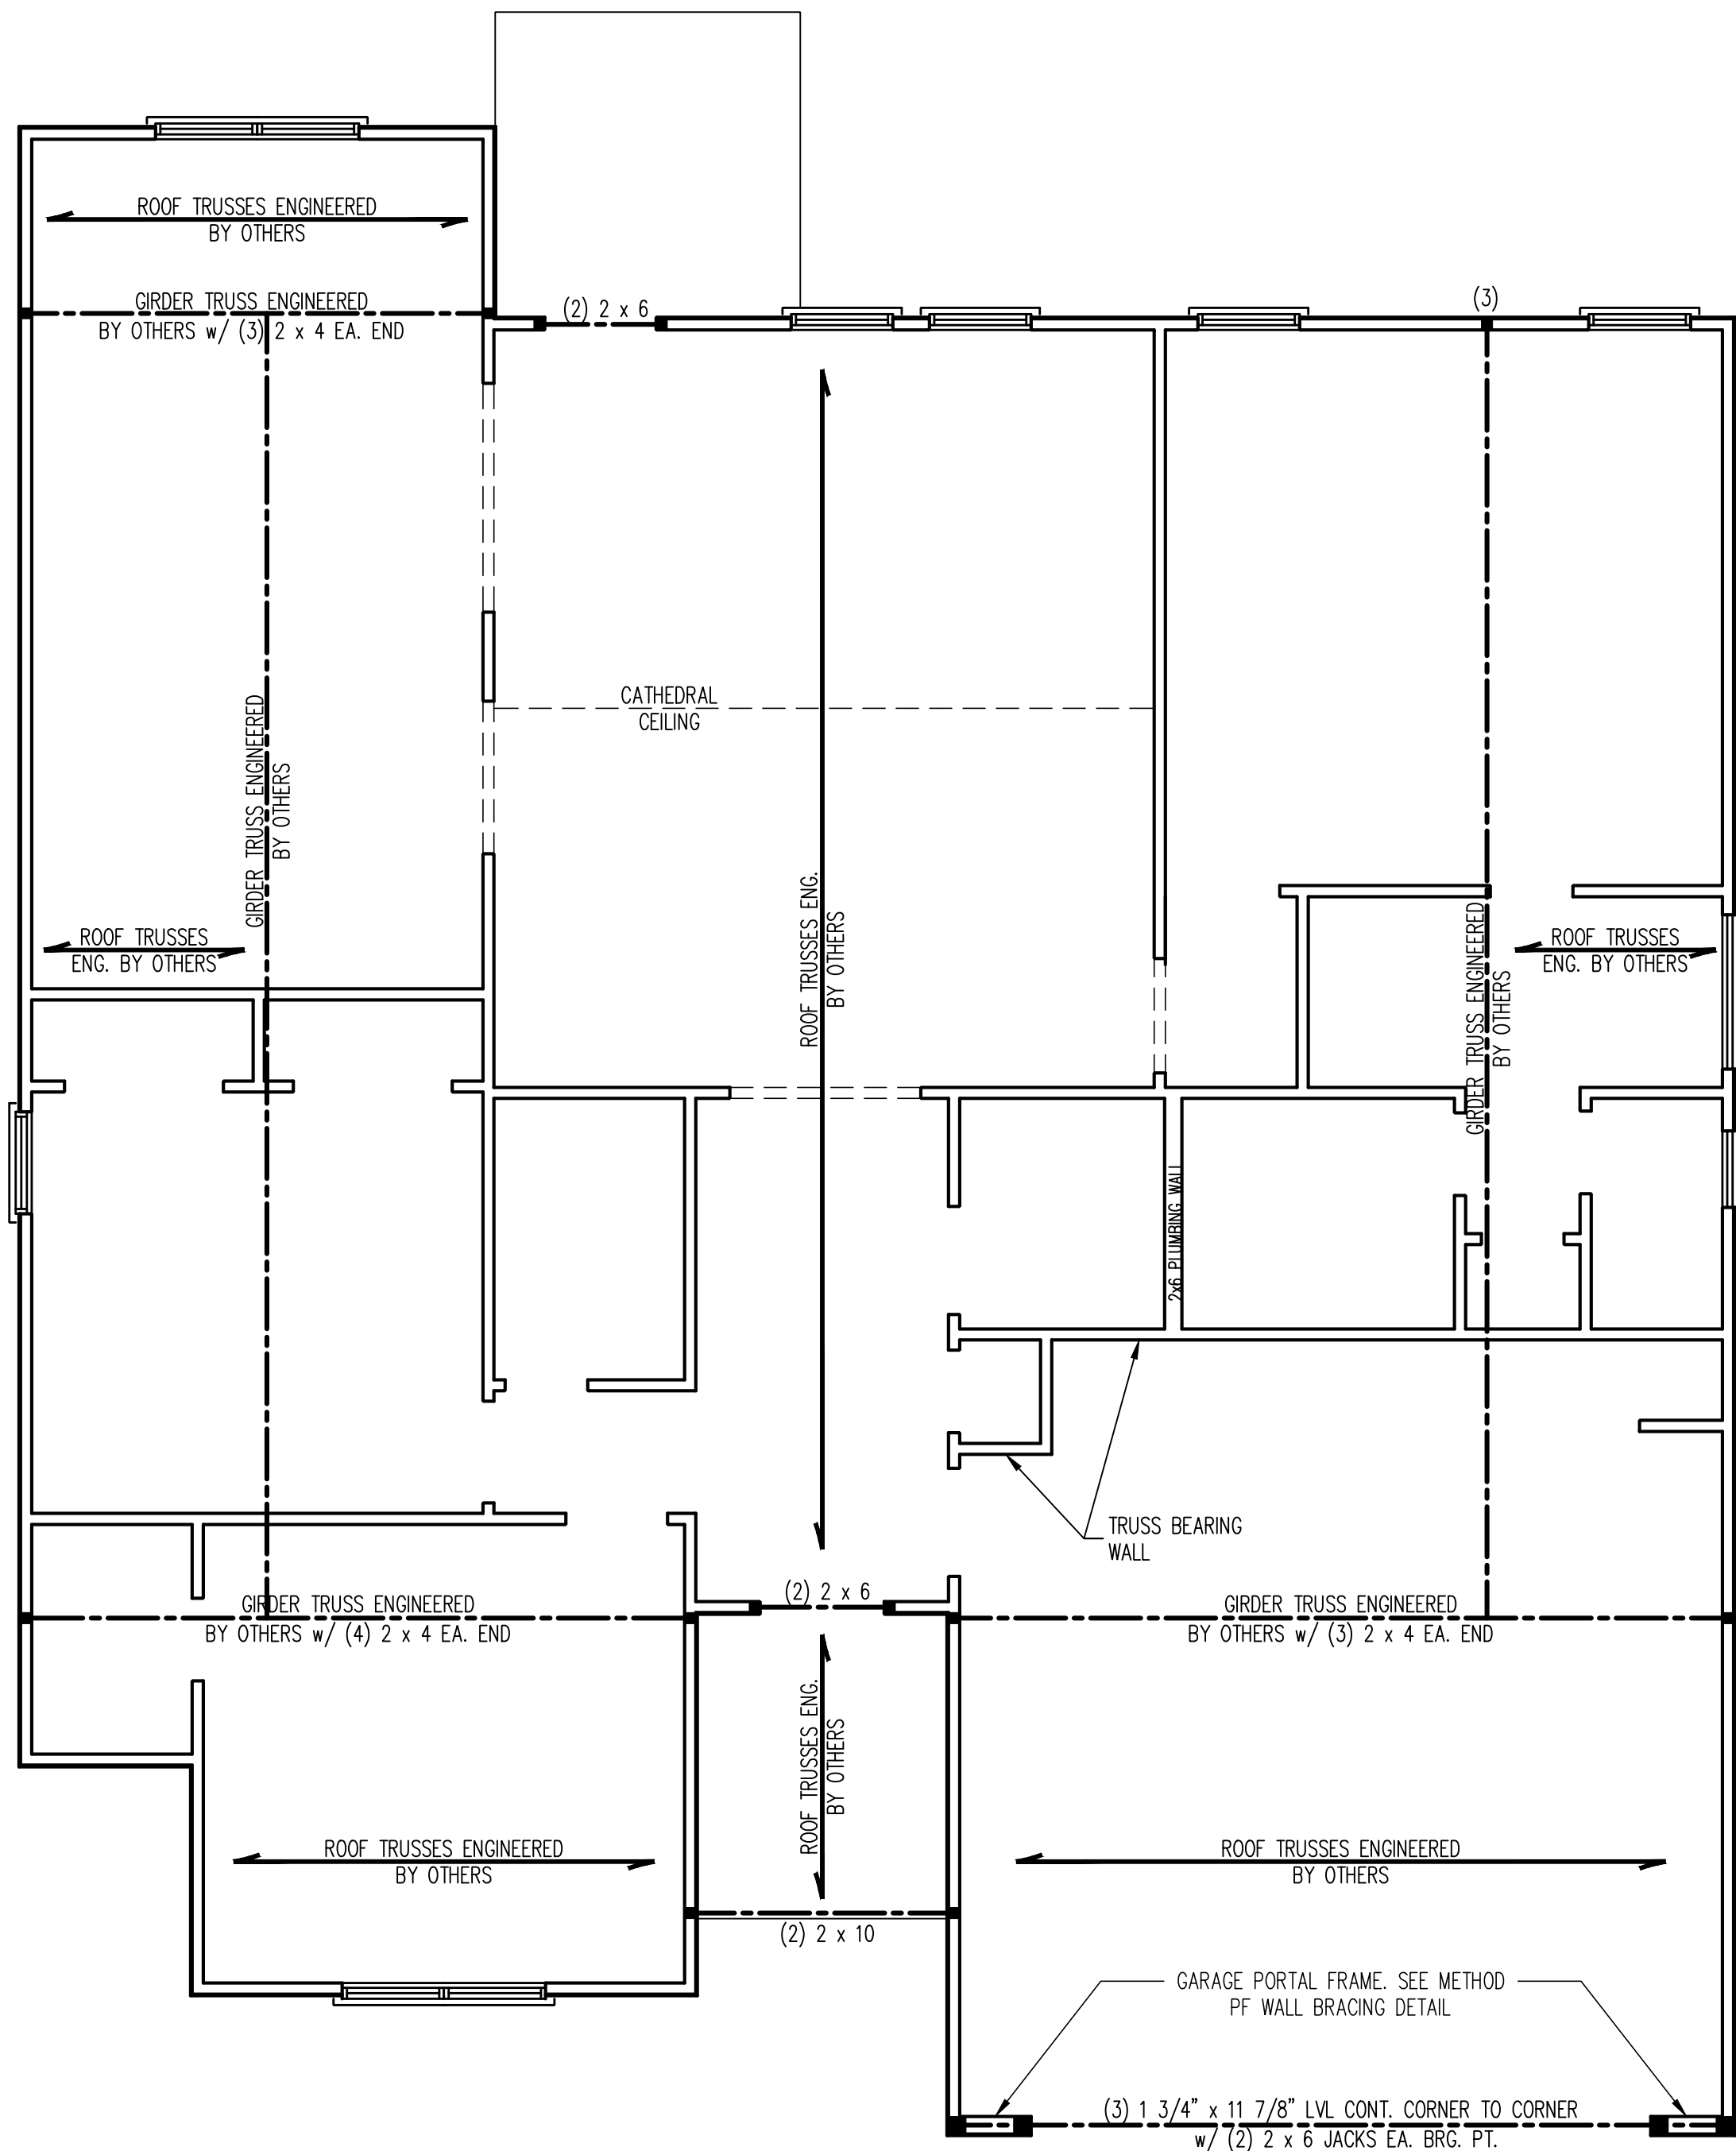 ROOF TRUSSES ENGINEERED
BY OTHERS
GIRDER TRUSS ENGINEERED
BY OTHERS w/ (3) 2 x 4 EA. END
(2) 2 x 6
(3)
CATHEDRAL
CEILING
GIRDER TRUSS ENGINEERED
BY OTHERS
ROOF TRUSSES ENG.
BY OTHERS
ROOF TRUSSES
ENG. BY OTHERS
GIRDER TRUSS ENGINEERED
BY OTHERS
ROOF TRUSSES
ENG. BY OTHERS
2x6 PLUMBING WALL
TRUSS BEARING
WALL
(2) 2 x 6
GIRDER TRUSS ENGINEERED
BY OTHERS w/ (4) 2 x 4 EA. END
GIRDER TRUSS ENGINEERED
BY OTHERS w/ (3) 2 x 4 EA. END
ROOF TRUSSES ENG.
BY OTHERS
ROOF TRUSSES ENGINEERED
BY OTHERS
ROOF TRUSSES ENGINEERED
BY OTHERS
(2) 2 x 10
GARAGE PORTAL FRAME. SEE METHOD
PF WALL BRACING DETAIL
(3) 1 3/4" x 11 7/8" LVL CONT. CORNER TO CORNER
w/ (2) 2 x 6 JACKS EA. BRG. PT.